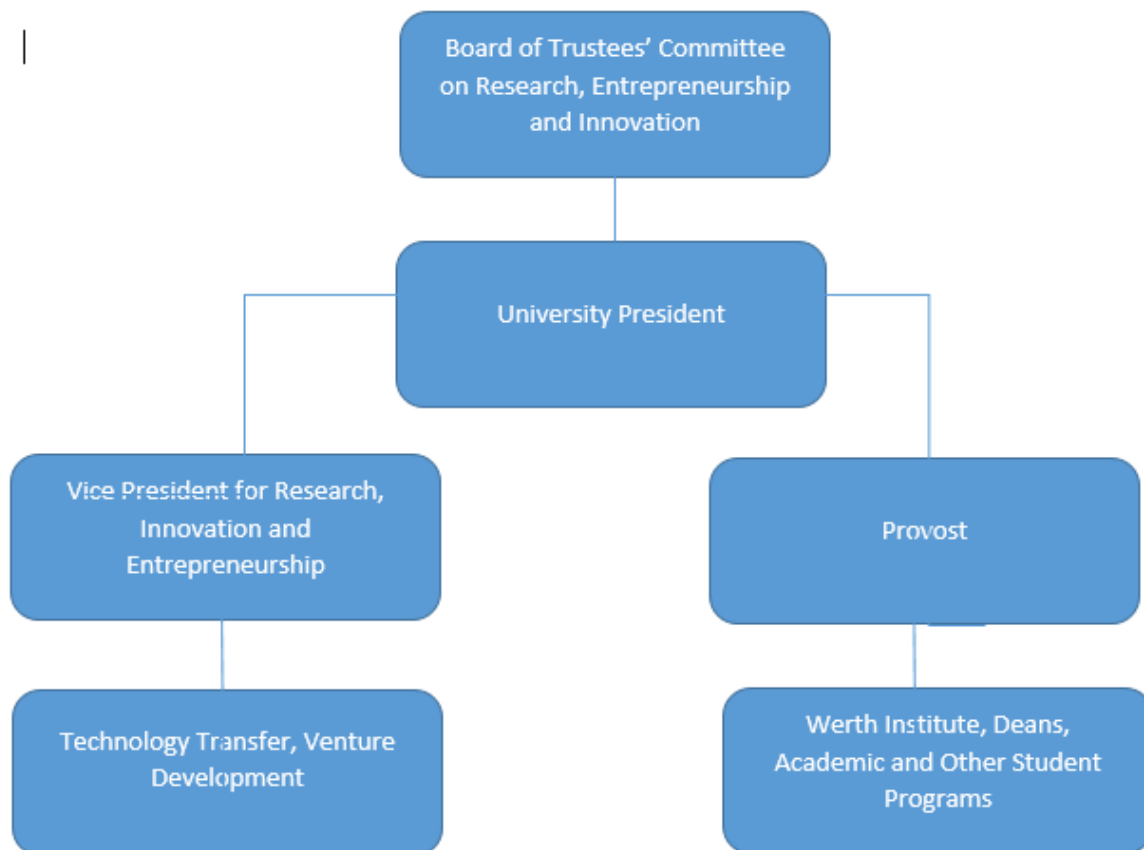 Board of Trustees’ Committee
on Research, Entrepreneurship
and Innovation
University President
Vice President for Research,
Innovation and
Entrepreneurship
Provost
Technology Transfer, Venture
Development
Werth Institute, Deans,
Academic and Other Student
Programs